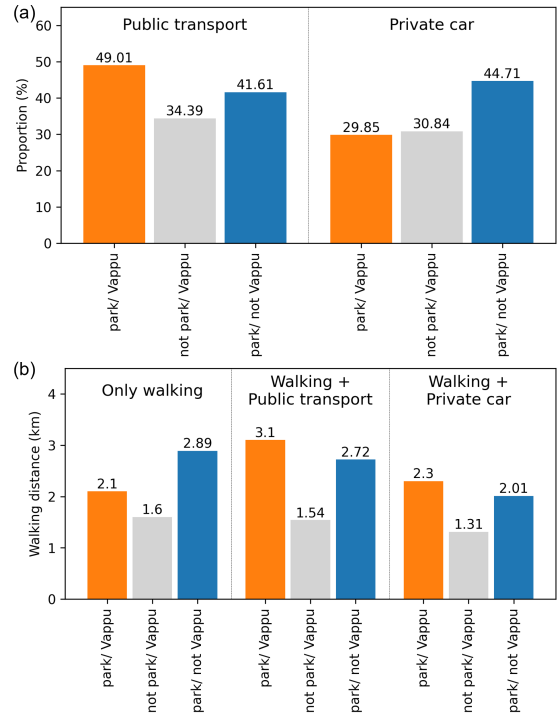 (a)
Public transport
Private car
60
50
40
30
20
10
0
Proportion (%)
49.01
34.39
41.61
29.85
30.84
44.71
park/ Vappu
not park/ Vappu
park/ not Vappu
park/ Vappu
not park/ Vappu
park/ not Vappu
(b)
Only walking
Walking +
Public transport
Walking +
Private car
4
3
2
1
0
Walking distance (km)
2.1
1.6
2.89
3.1
1.54
2.72
2.3
1.31
2.01
park/ Vappu
not park/ Vappu
park/ not Vappu
park/ Vappu
not park/ Vappu
park/ not Vappu
park/ Vappu
not park/ Vappu
park/ not Vappu